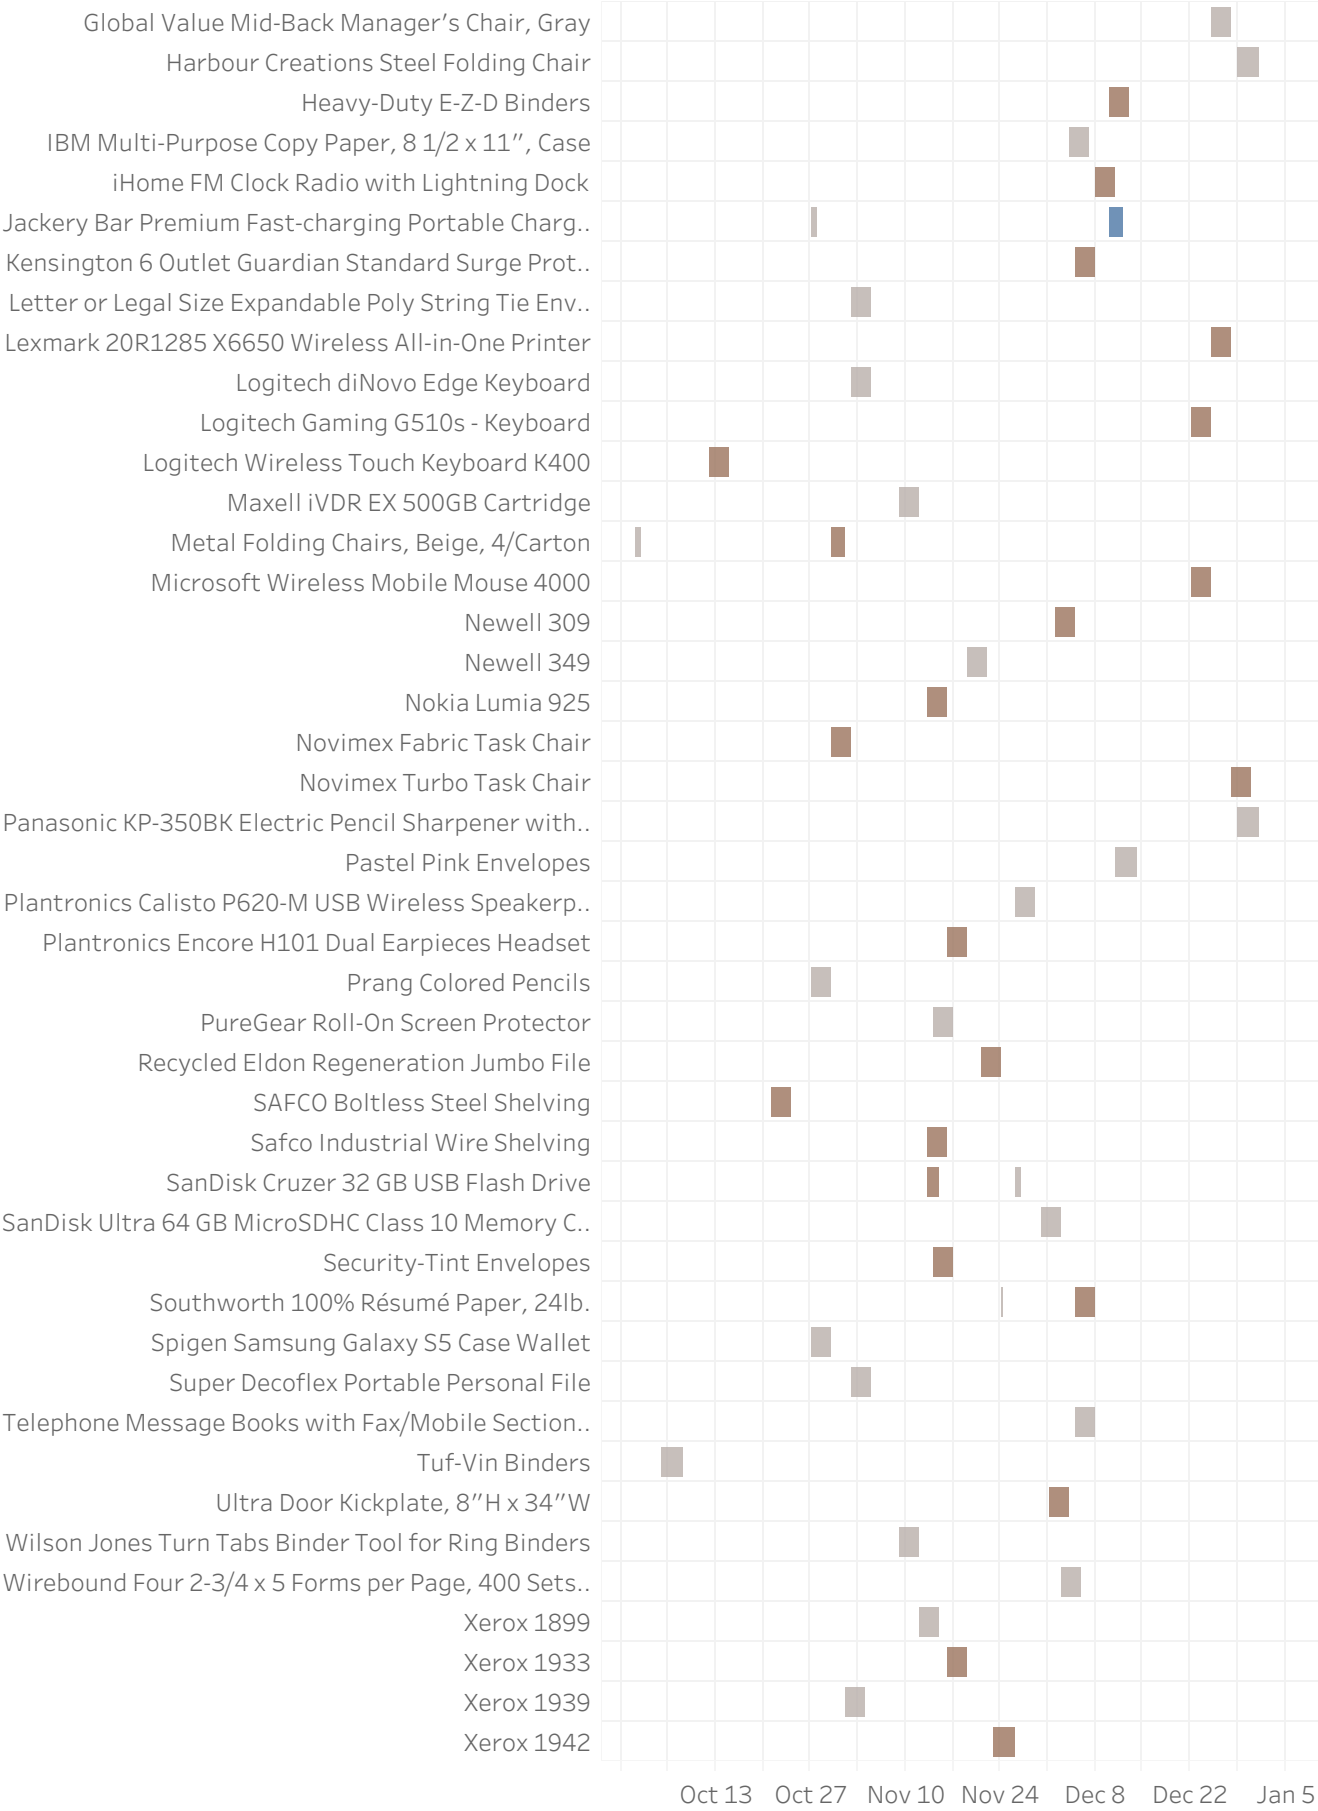 Global Value Mid-Back Manager’s Chair, Gray
Harbour Creations Steel Folding Chair
Heavy-Duty E-Z-D Binders
IBM Multi-Purpose Copy Paper, 8 1/2 x 11”, Case
iHome FM Clock Radio with Lightning Dock
Jackery Bar Premium Fast-charging Portable Charg..
Kensington 6 Outlet Guardian Standard Surge Prot..
Letter or Legal Size Expandable Poly String Tie Env..
Lexmark 20R1285 X6650 Wireless All-in-One Printer
Logitech diNovo Edge Keyboard
Logitech Gaming G510s - Keyboard
Logitech Wireless Touch Keyboard K400
Maxell iVDR EX 500GB Cartridge
Metal Folding Chairs, Beige, 4/Carton
Microsoft Wireless Mobile Mouse 4000
Newell 309
Newell 349
Nokia Lumia 925
Novimex Fabric Task Chair
Novimex Turbo Task Chair
Panasonic KP-350BK Electric Pencil Sharpener with..
Pastel Pink Envelopes
Plantronics Calisto P620-M USB Wireless Speakerp..
Plantronics Encore H101 Dual Earpieces Headset
Prang Colored Pencils
PureGear Roll-On Screen Protector
Recycled Eldon Regeneration Jumbo File
SAFCO Boltless Steel Shelving
Safco Industrial Wire Shelving
SanDisk Cruzer 32 GB USB Flash Drive
SanDisk Ultra 64 GB MicroSDHC Class 10 Memory C..
Security-Tint Envelopes
Southworth 100% Résumé Paper, 24lb.
Spigen Samsung Galaxy S5 Case Wallet
Super Decoflex Portable Personal File
Telephone Message Books with Fax/Mobile Section..
Tuf-Vin Binders
Ultra Door Kickplate, 8”H x 34”W
Wilson Jones Turn Tabs Binder Tool for Ring Binders
Wirebound Four 2-3/4 x 5 Forms per Page, 400 Sets..
Xerox 1899
Xerox 1933
Xerox 1939
Xerox 1942
Oct 13 Oct 27 Nov 10 Nov 24 Dec 8 Dec 22 Jan 5